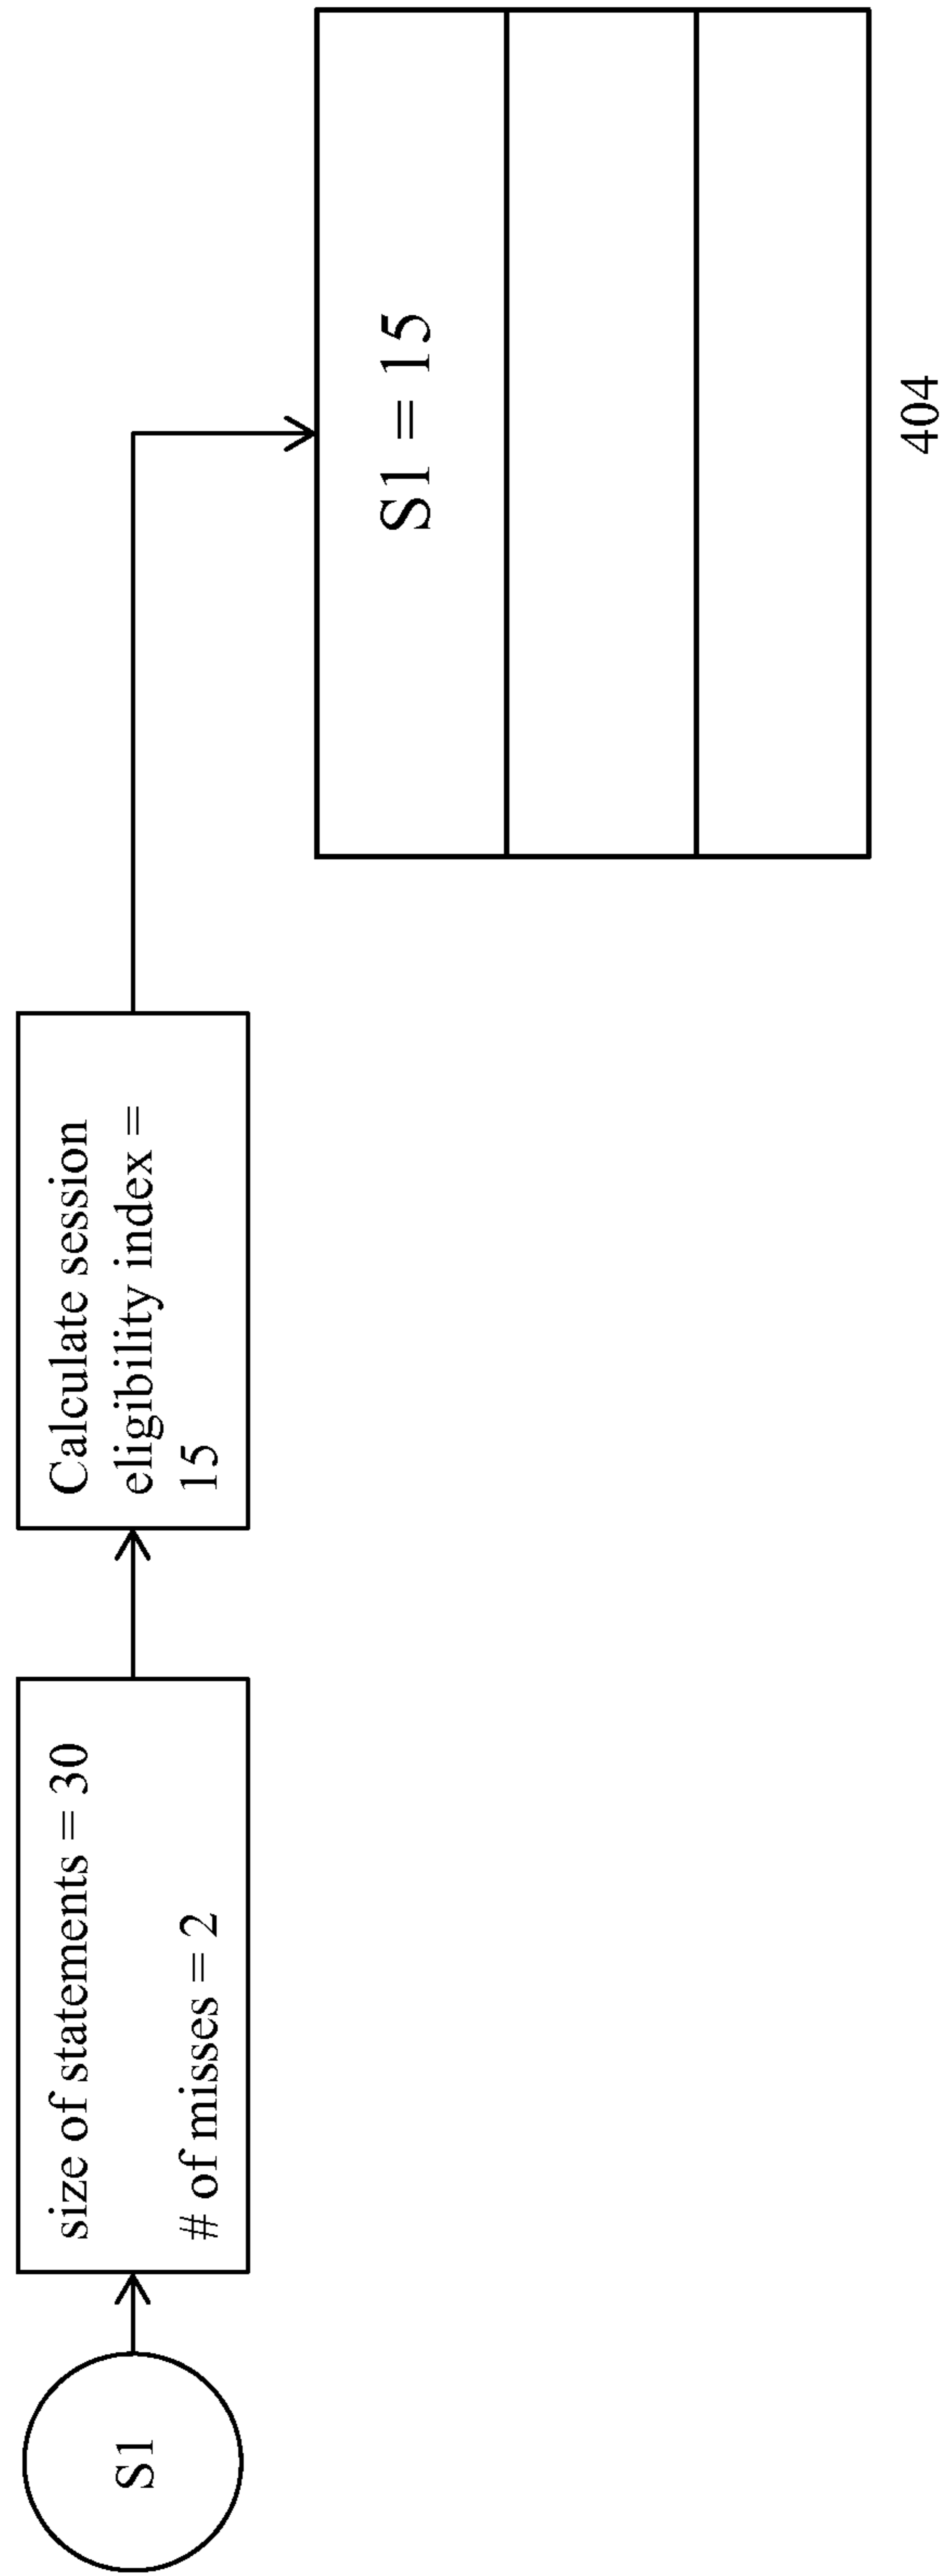 S1
size of statements = 30
# of misses = 2
Calculate session
eligibility index =
15
S1 = 15
404